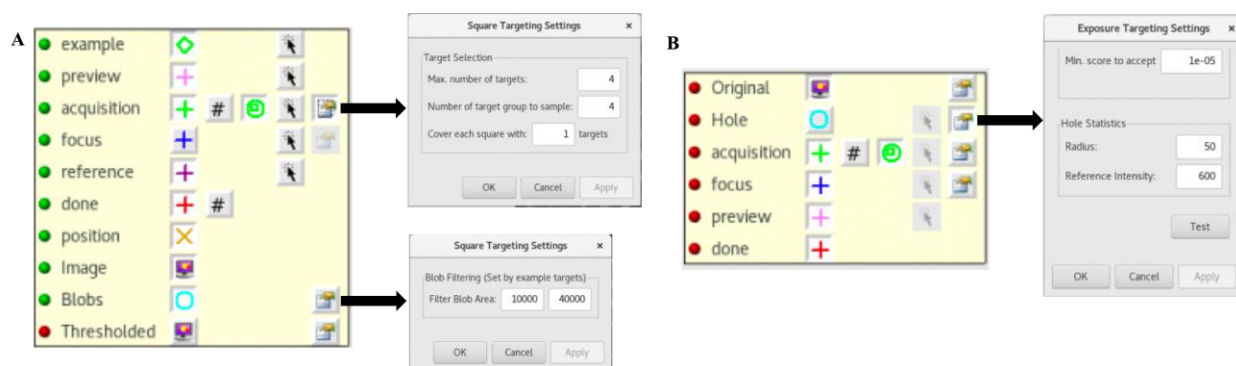 A
example
preview
acquisition #
focus
reference
done #
position
Image
Blobs
Thresholded
Square Targeting Settings ×
Target Selection
Max. number of targets: 4
Number of target group to sample: 4
Cover each square with: 1 targets
OK Cancel Apply
Square Targeting Settings ×
Blob Filtering (Set by example targets)
Filter Blob Area: 10000 40000
OK Cancel Apply
B
Original
Hole
acquisition #
focus
preview
done
Exposure Targeting Settings ×
Min. score to accept 1e-05
Hole Statistics
Radius: 50
Reference Intensity: 600
Test
OK Cancel Apply